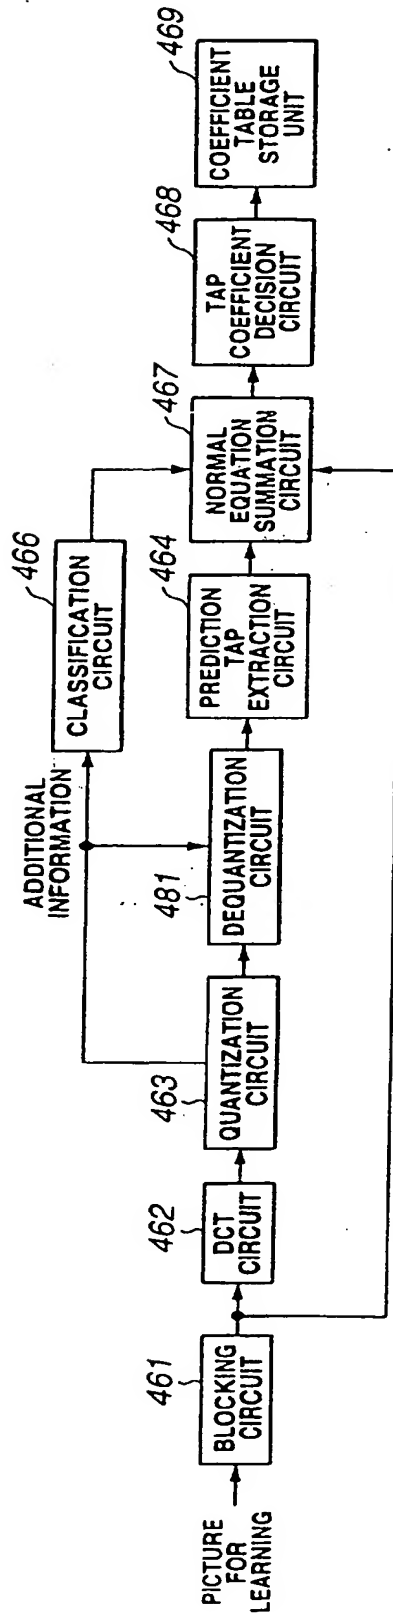 PICTURE
FOR
LEARNING
461
BLOCKING
CIRCUIT
462
DCT
CIRCUIT
463
QUANTIZATION
CIRCUIT
ADDITIONAL
INFORMATION
481
DEQUANTIZATION
CIRCUIT
466
CLASSIFICATION
CIRCUIT
464
PREDICTION
TAP
EXTRACTION
CIRCUIT
467
NORMAL
EQUATION
SUMMATION
CIRCUIT
468
TAP
COEFFICIENT
DECISION
CIRCUIT
469
COEFFICIENT
TABLE
STORAGE
UNIT